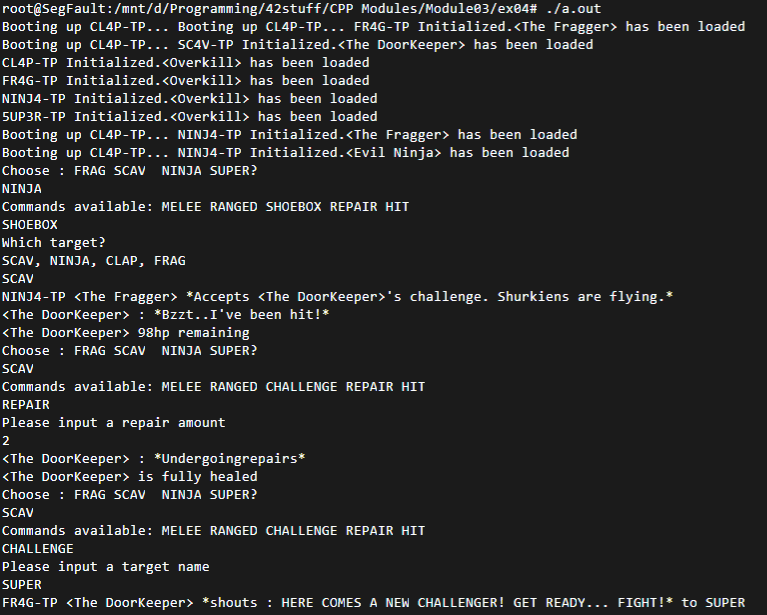 root@SegFault:/mnt/d/Programming/42stuff/CPP Modules/Module03/ex04# ./a.out
Booting up CL4P-TP... Booting up CL4P-TP... FR4G-TP Initialized.<The Fragger> has been loaded
Booting up CL4P-TP... SC4V-TP Initialized.<The DoorKeeper> has been loaded
CL4P-TP Initialized.<Overkill> has been loaded
FR4G-TP Initialized.<Overkill> has been loaded
NINJ4-TP Initialized.<Overkill> has been loaded
5UP3R-TP Initialized.<Overkill> has been loaded
Booting up CL4P-TP... NINJ4-TP Initialized.<The Fragger> has been loaded
Booting up CL4P-TP... NINJ4-TP Initialized.<Evil Ninja> has been loaded
Choose : FRAG SCAV  NINJA SUPER?
NINJA
Commands available: MELEE RANGED SHOEBOX REPAIR HIT
SHOEBOX
Which target?
SCAV, NINJA, CLAP, FRAG
SCAV
NINJ4-TP <The Fragger> *Accepts <The DoorKeeper>'s challenge. Shurkiens are flying.*
<The DoorKeeper> : *Bzzt..I've been hit!*
<The DoorKeeper> 98hp remaining
Choose : FRAG SCAV  NINJA SUPER?
SCAV
Commands available: MELEE RANGED CHALLENGE REPAIR HIT
REPAIR
Please input a repair amount
2
<The DoorKeeper> : *Undergoingrepairs*
<The DoorKeeper> is fully healed
Choose : FRAG SCAV  NINJA SUPER?
SCAV
Commands available: MELEE RANGED CHALLENGE REPAIR HIT
CHALLENGE
Please input a target name
SUPER
FR4G-TP <The DoorKeeper> *shouts : HERE COMES A NEW CHALLENGER! GET READY... FIGHT!* to SUPER